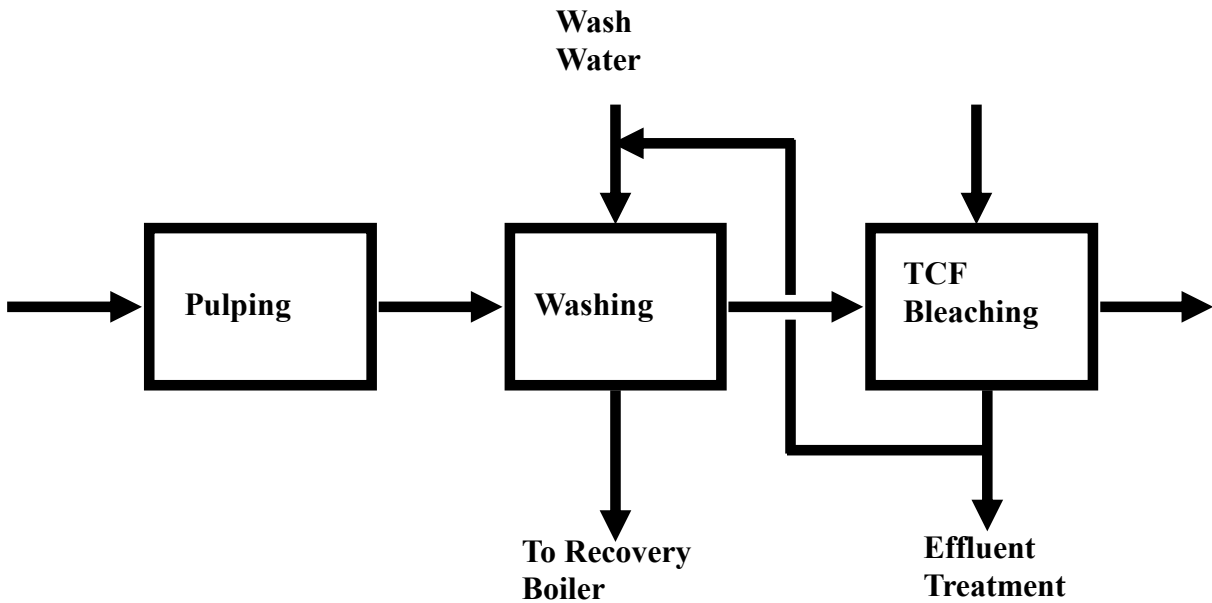 Wash
Water
Pulping
Washing
TCF
Bleaching
To Recovery
Boiler
Effluent
Treatment